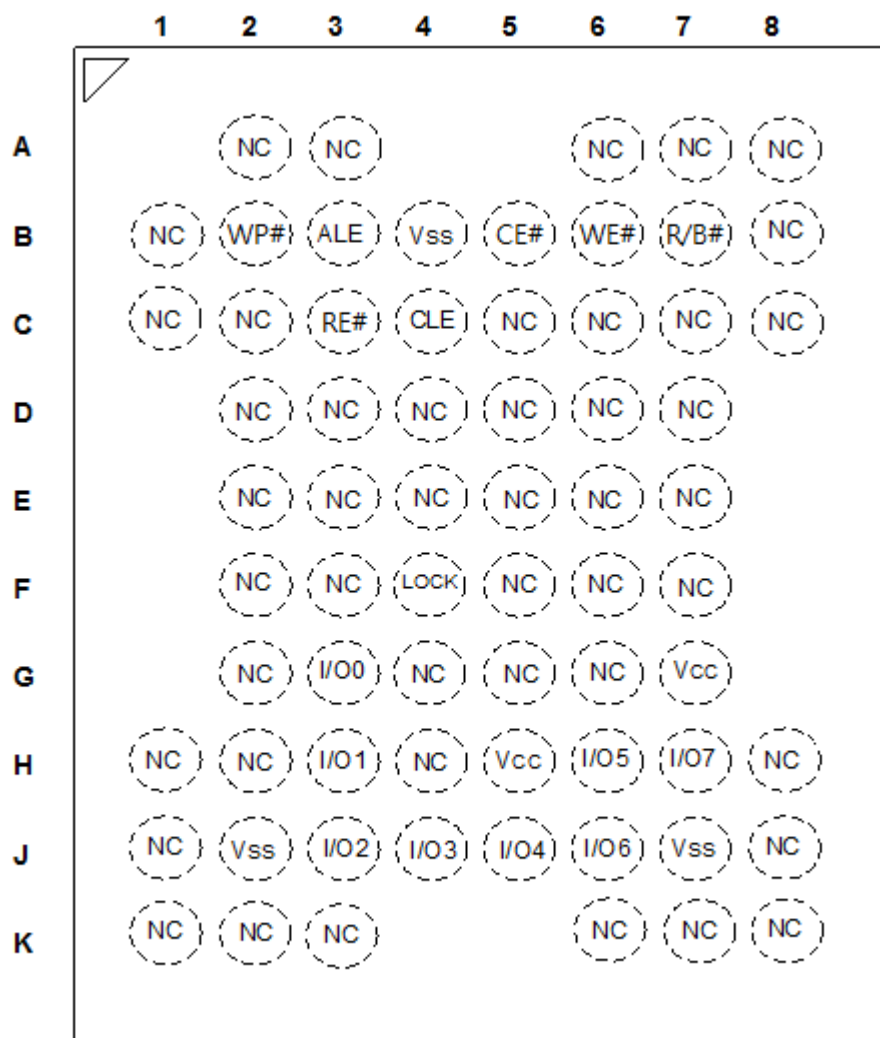 1 2 3 4 5 6 7 8
A NC NC NC NC NC
B NC WP# ALE Vss CE# WE# R/B# NC
C NC NC RE# CLE NC NC NC NC
D NC NC NC NC NC NC
E NC NC NC NC NC NC
F NC NC LOCK NC NC NC
G NC I/O0 NC NC NC Vcc
H NC NC I/O1 NC Vcc I/O5 I/O7 NC
J NC Vss I/O2 I/O3 I/O4 I/O6 Vss NC
K NC NC NC NC NC NC